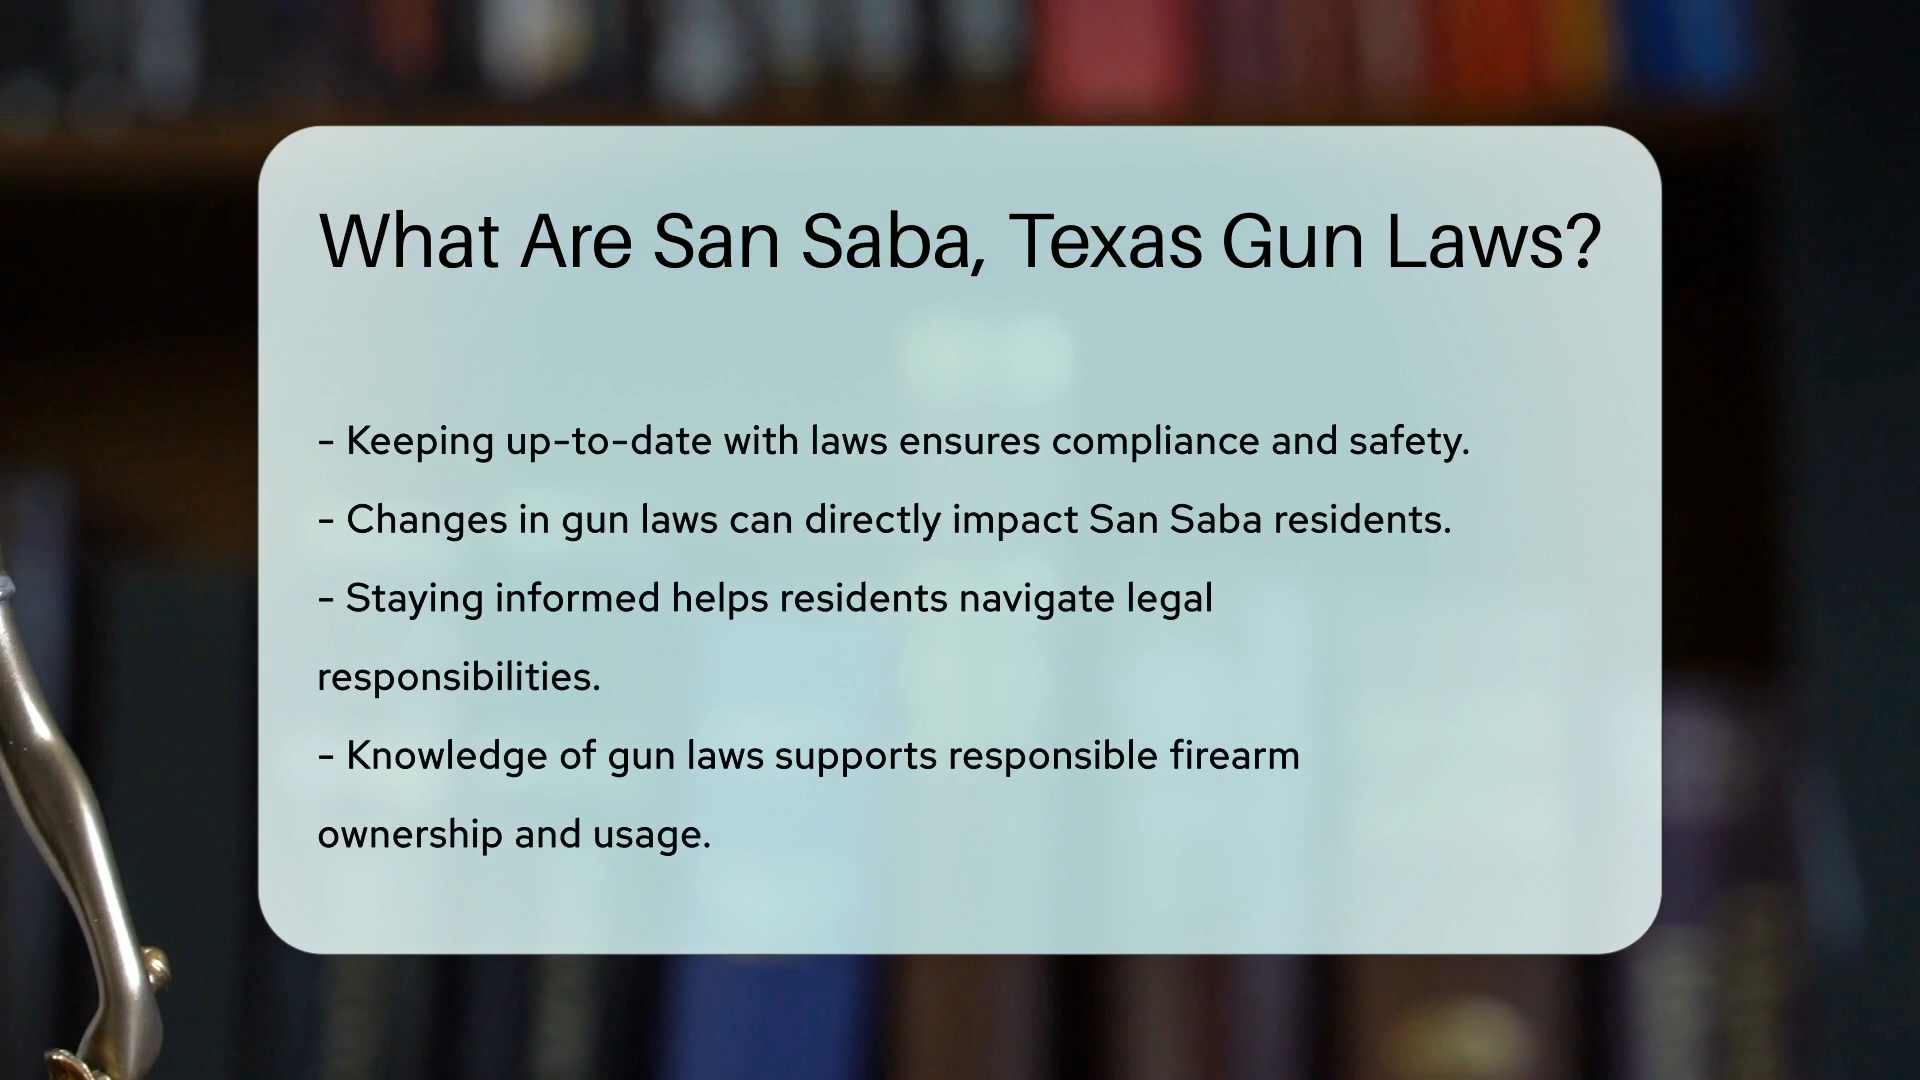 What Are San Saba, Texas Gun Laws?
- Keeping up-to-date with laws ensures compliance and safety.
- Changes in gun laws can directly impact San Saba residents.
- Staying informed helps residents navigate legal
responsibilities.
- Knowledge of gun laws supports responsible firearm
ownership and usage.